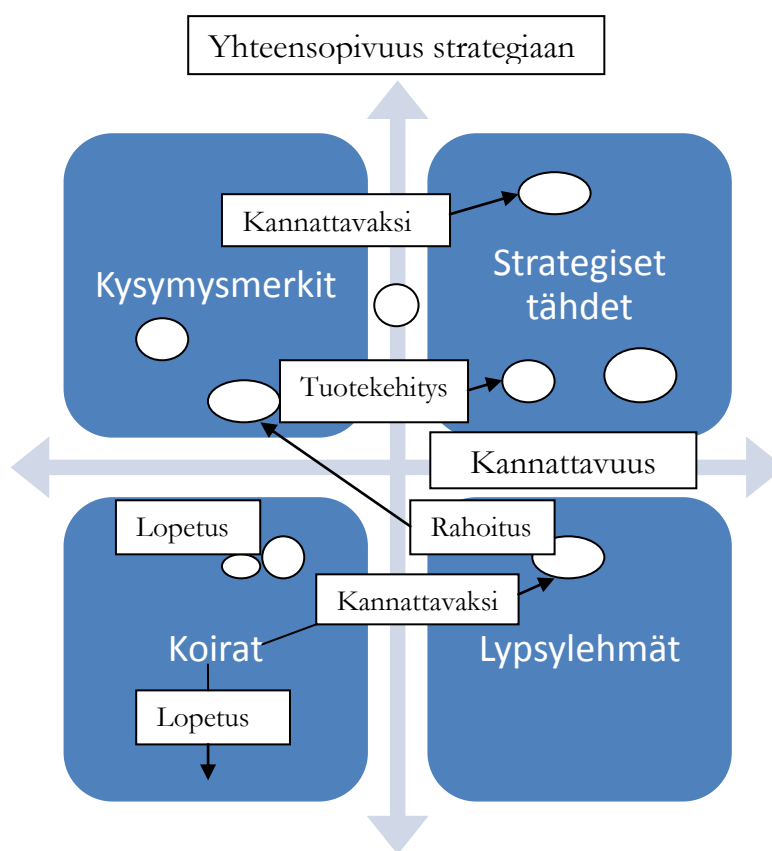 Yhteensopivuus strategiaan
Kannattavaksi
Kysymysmerkit
Strategiset
tähdet
Tuotekehitys
Kannattavuus
Lopetus
Rahoitus
Kannattavaksi
Koirat
Lypsylehmät
Lopetus